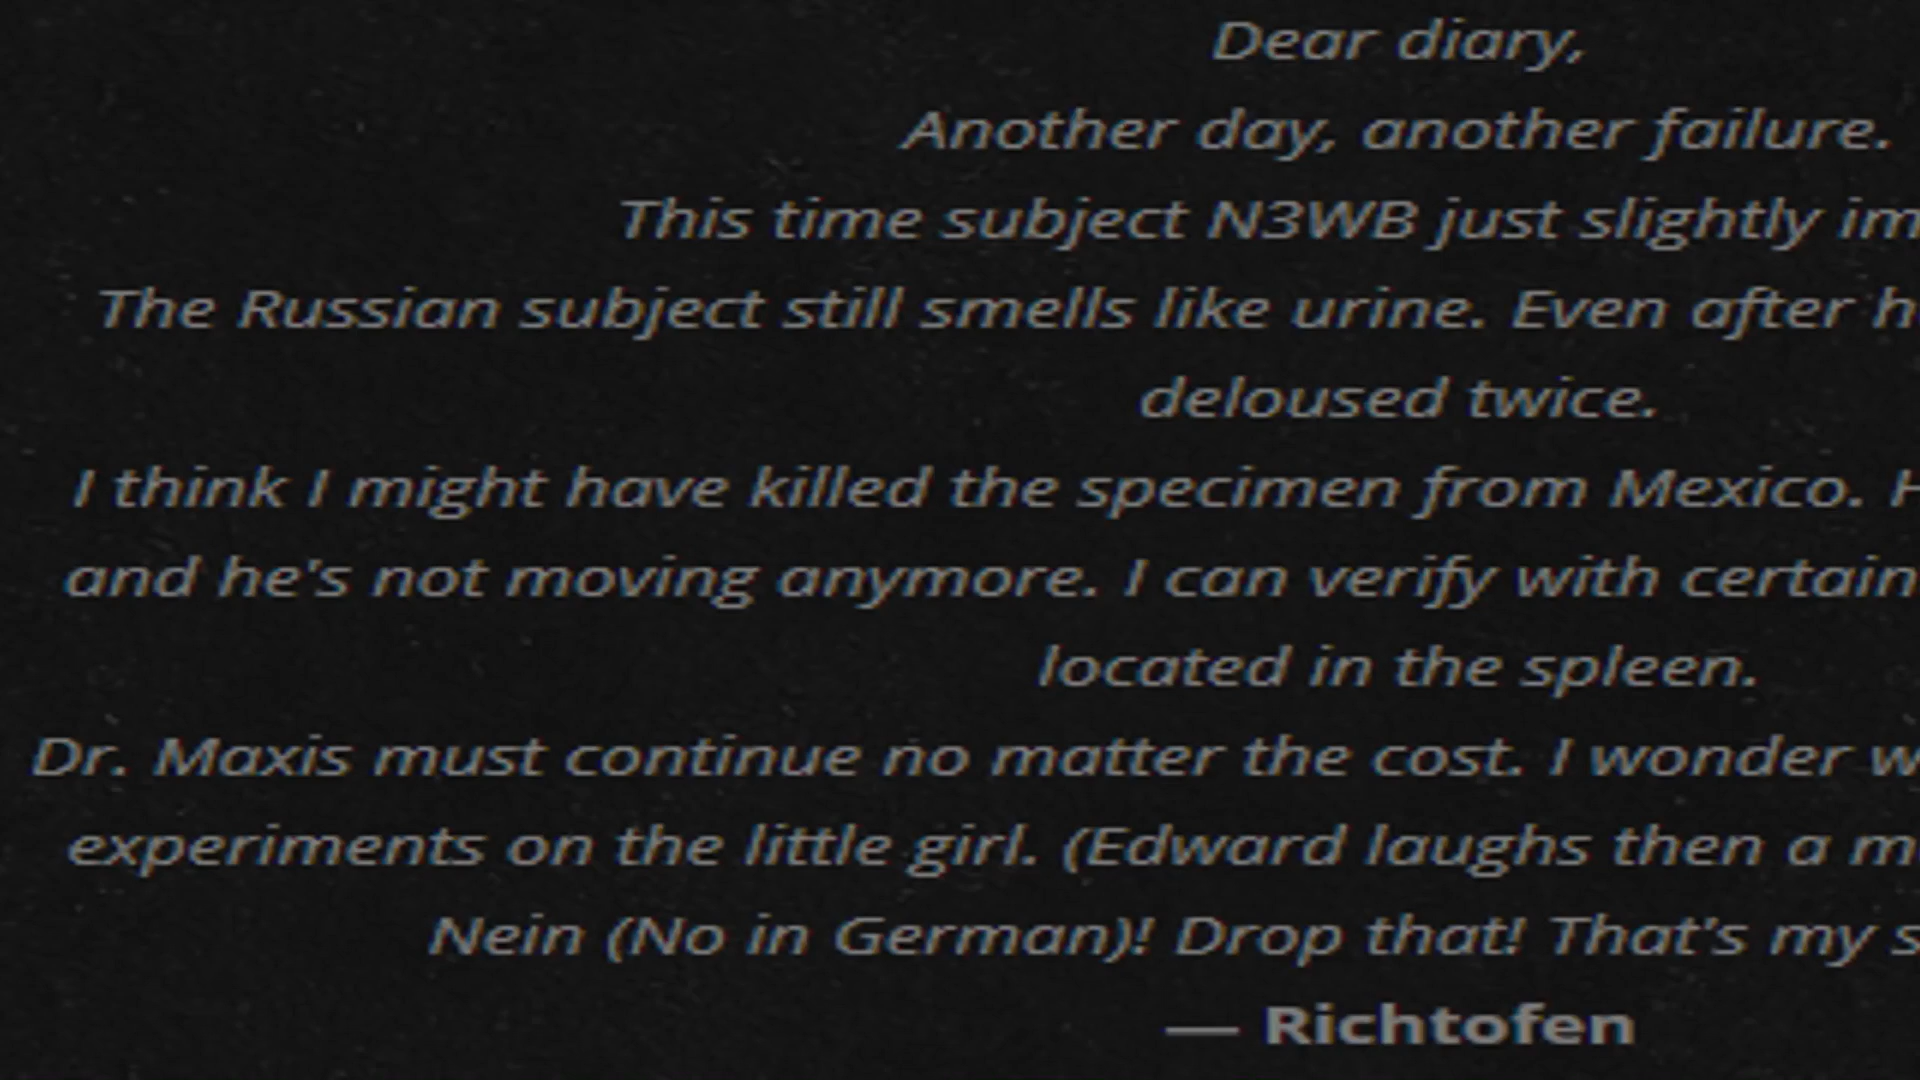 Dear diary,
Another day, another failure.
This time subject N3WB just slightly im
The Russian subject still smells like urine. Even after h
deloused twice.
I think I might have killed the specimen from Mexico. H
and he's not moving anymore. I can verify with certain
located in the spleen.
Dr. Maxis must continue no matter the cost. I wonder w
experiments on the little girl. (Edward laughs then a m
Nein (No in German)! Drop that! That's my s
— Richtofen